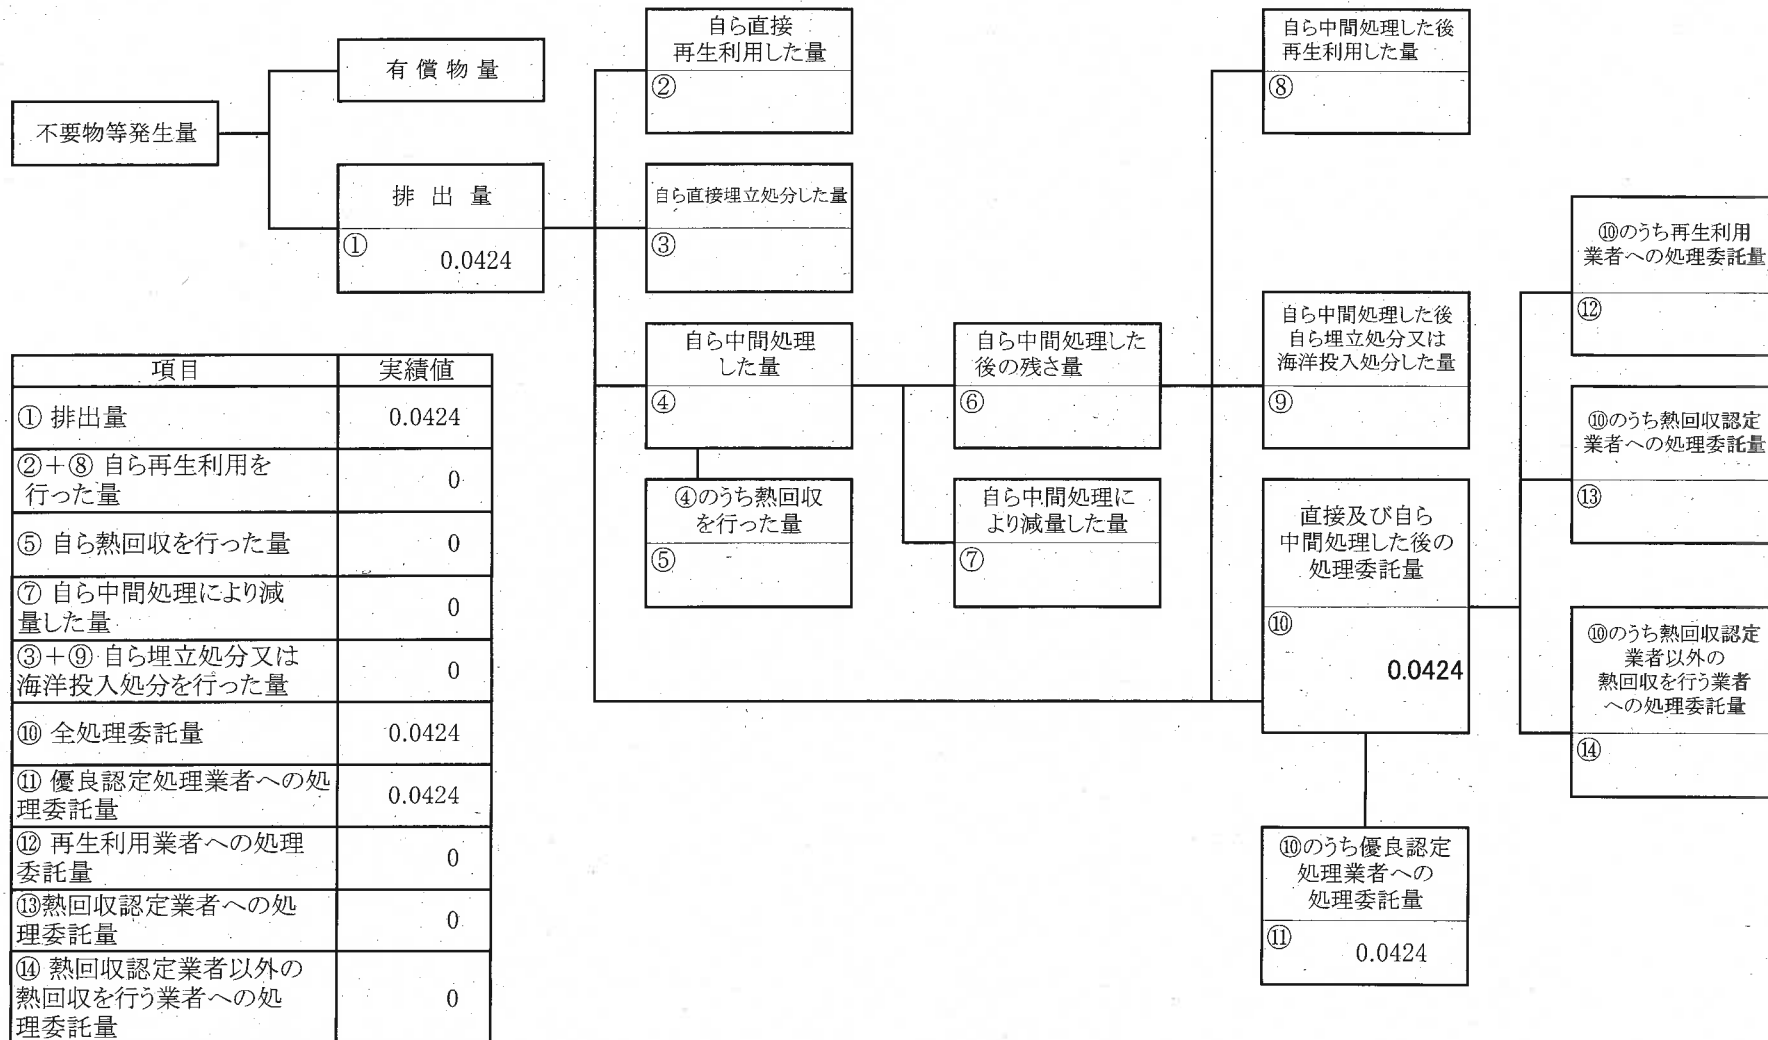 不要物等発生量
有償物量
排出量
①
0.0424
自ら直接
再生利用した量
②
自ら直接埋立処分した量
③
自ら中間処理
した量
④
④のうち熱回収
を行った量
⑤
自ら中間処理した
後の残さ量
⑥
自ら中間処理に
より減量した量
⑦
自ら中間処理した後
再生利用した量
⑧
自ら中間処理した後
自ら埋立処分又は
海洋投入処分した量
⑨
直接及び自ら
中間処理した後の
処理委託量
⑩
0.0424
⑩のうち優良認定
処理業者への
処理委託量
⑪
0.0424
⑩のうち再生利用
業者への処理委託量
⑫
⑩のうち熱回収認定
業者への処理委託量
⑬
⑩のうち熱回収認定
業者以外の
熱回収を行う業者
への処理委託量
⑭
項目 実績値
① 排出量 0.0424
②+⑧ 自ら再生利用を
行った量 0
⑤ 自ら熱回収を行った量 0
⑦ 自ら中間処理により減
量した量 0
③+⑨ 自ら埋立処分又は
海洋投入処分を行った量 0
⑩ 全処理委託量 0.0424
⑪ 優良認定処理業者への処
理委託量 0.0424
⑫ 再生利用業者への処理
委託量 0
⑬熱回収認定業者への処
理委託量 0
⑭ 熱回収認定業者以外の
熱回収を行う業者への処
理委託量 0